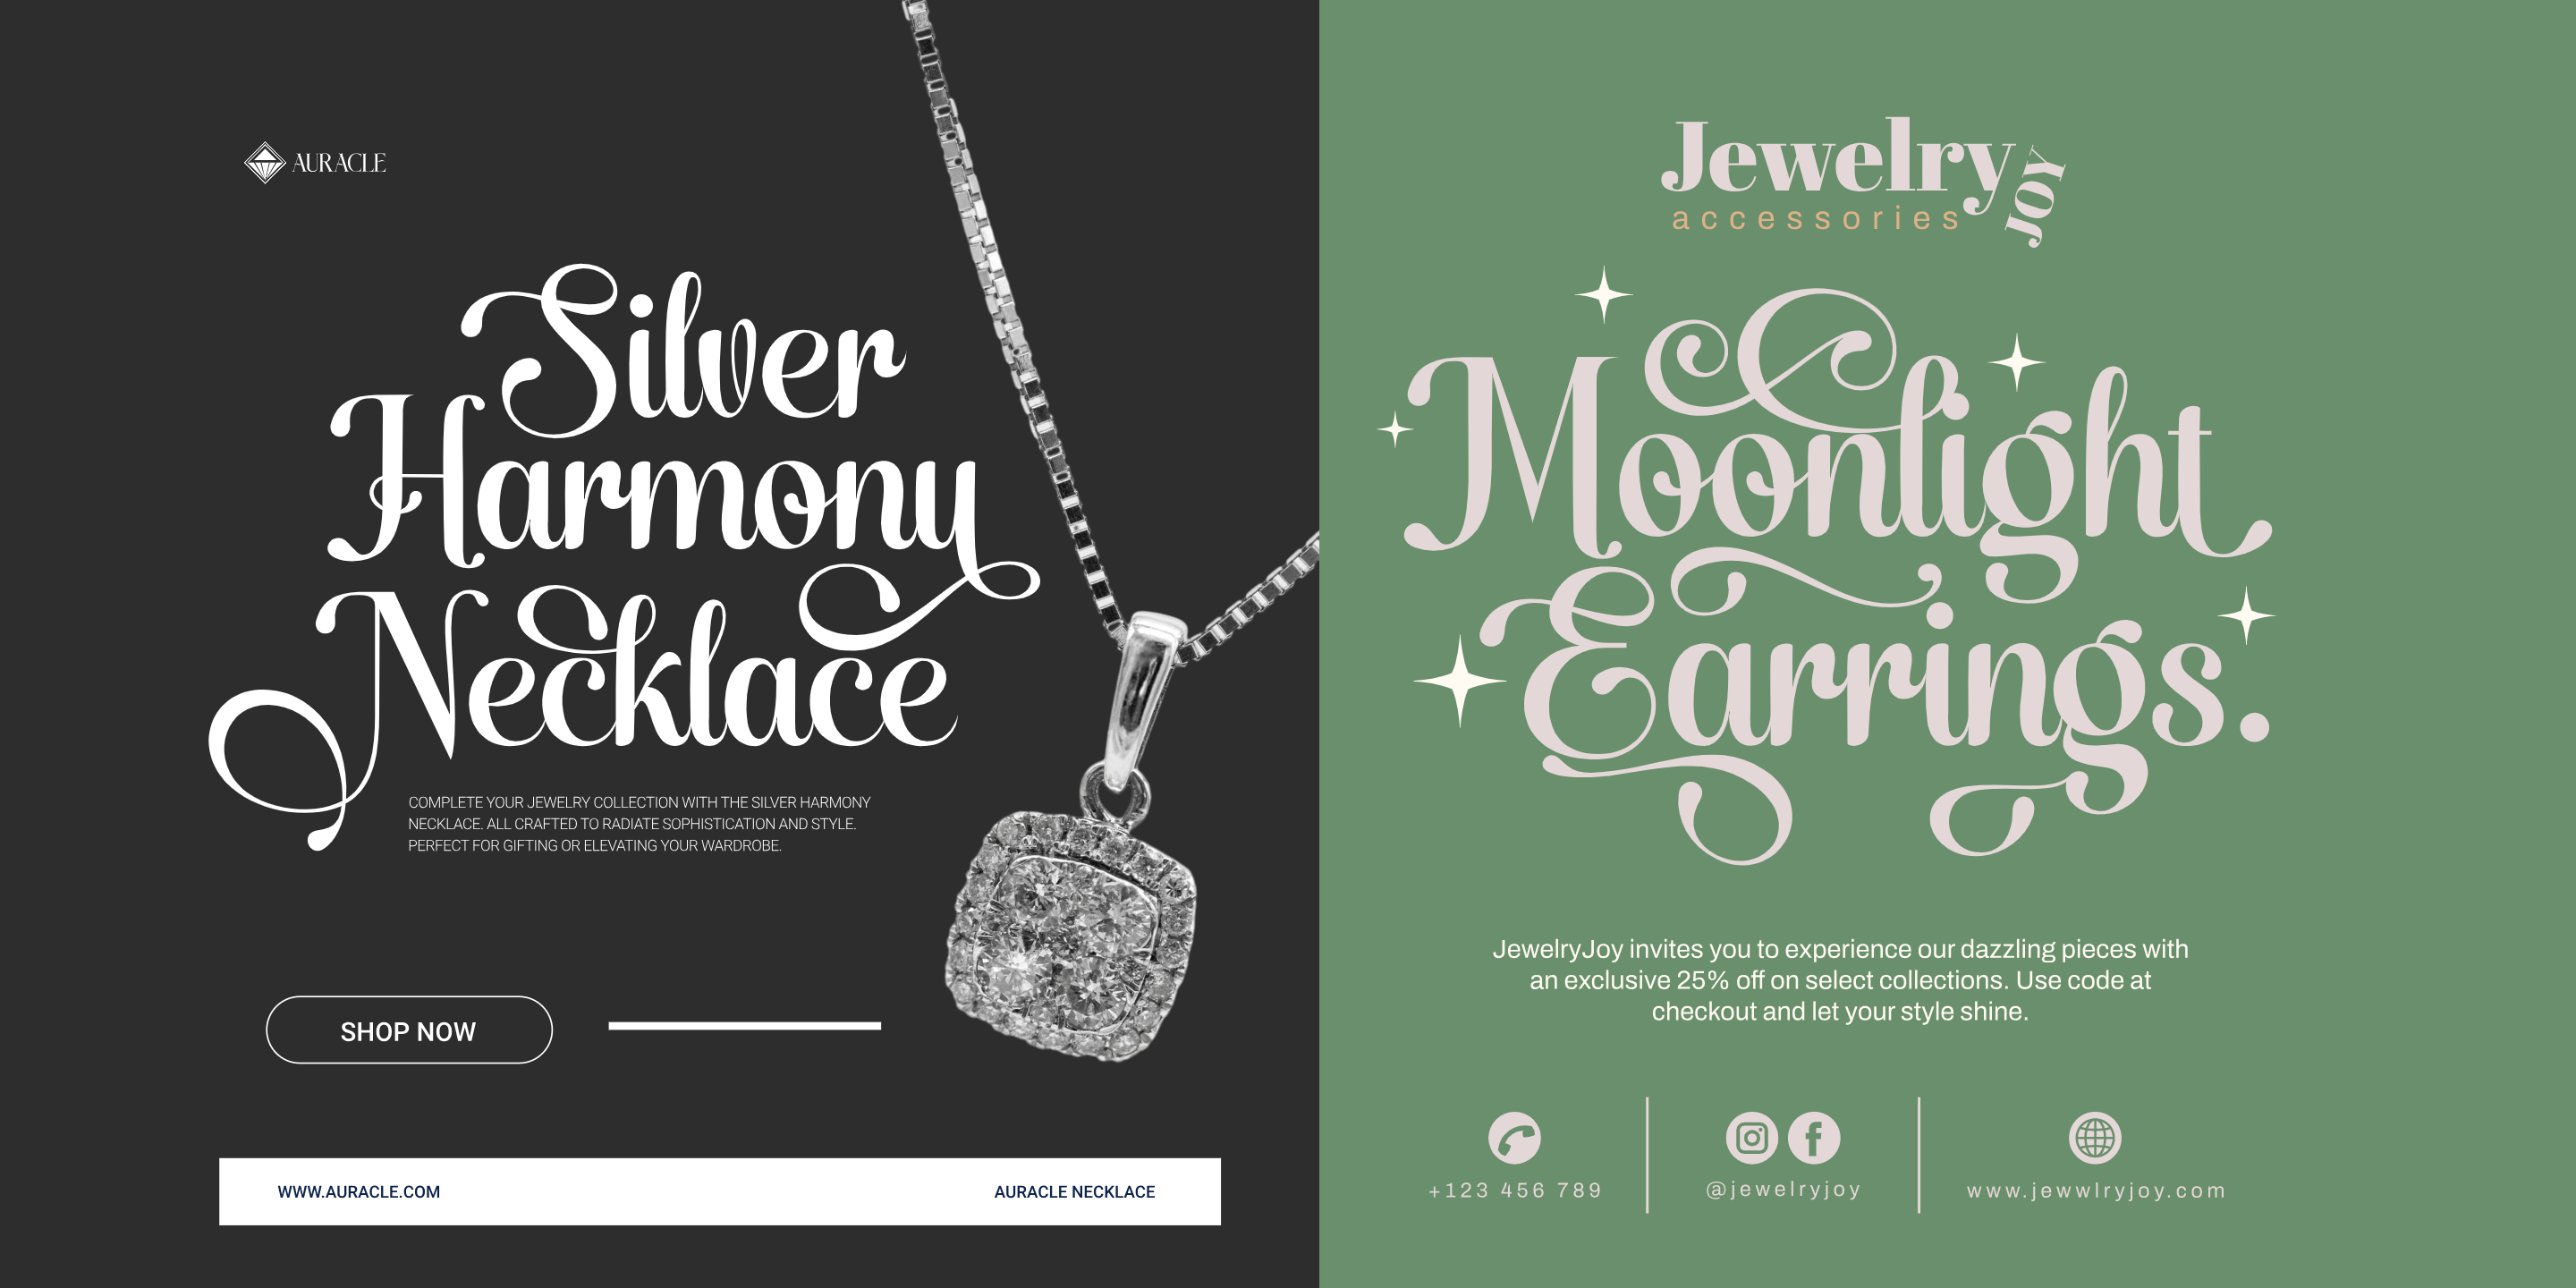 AURACLE
Silver
Harmony
Necklace
COMPLETE YOUR JEWELRY COLLECTION WITH THE SILVER HARMONY
NECKLACE. ALL CRAFTED TO RADIATE SOPHISTICATION AND STYLE.
PERFECT FOR GIFTING OR ELEVATING YOUR WARDROBE.
SHOP NOW
WWW.AURACLE.COM
AURACLE NECKLACE
Jewelry
JOY
accessories
Moonlight
Earrings.
JewelryJoy invites you to experience our dazzling pieces with
an exclusive 25% off on select collections. Use code at
checkout and let your style shine.
+123 456 789
@jewelryjoy
www.jewwlryjoy.com